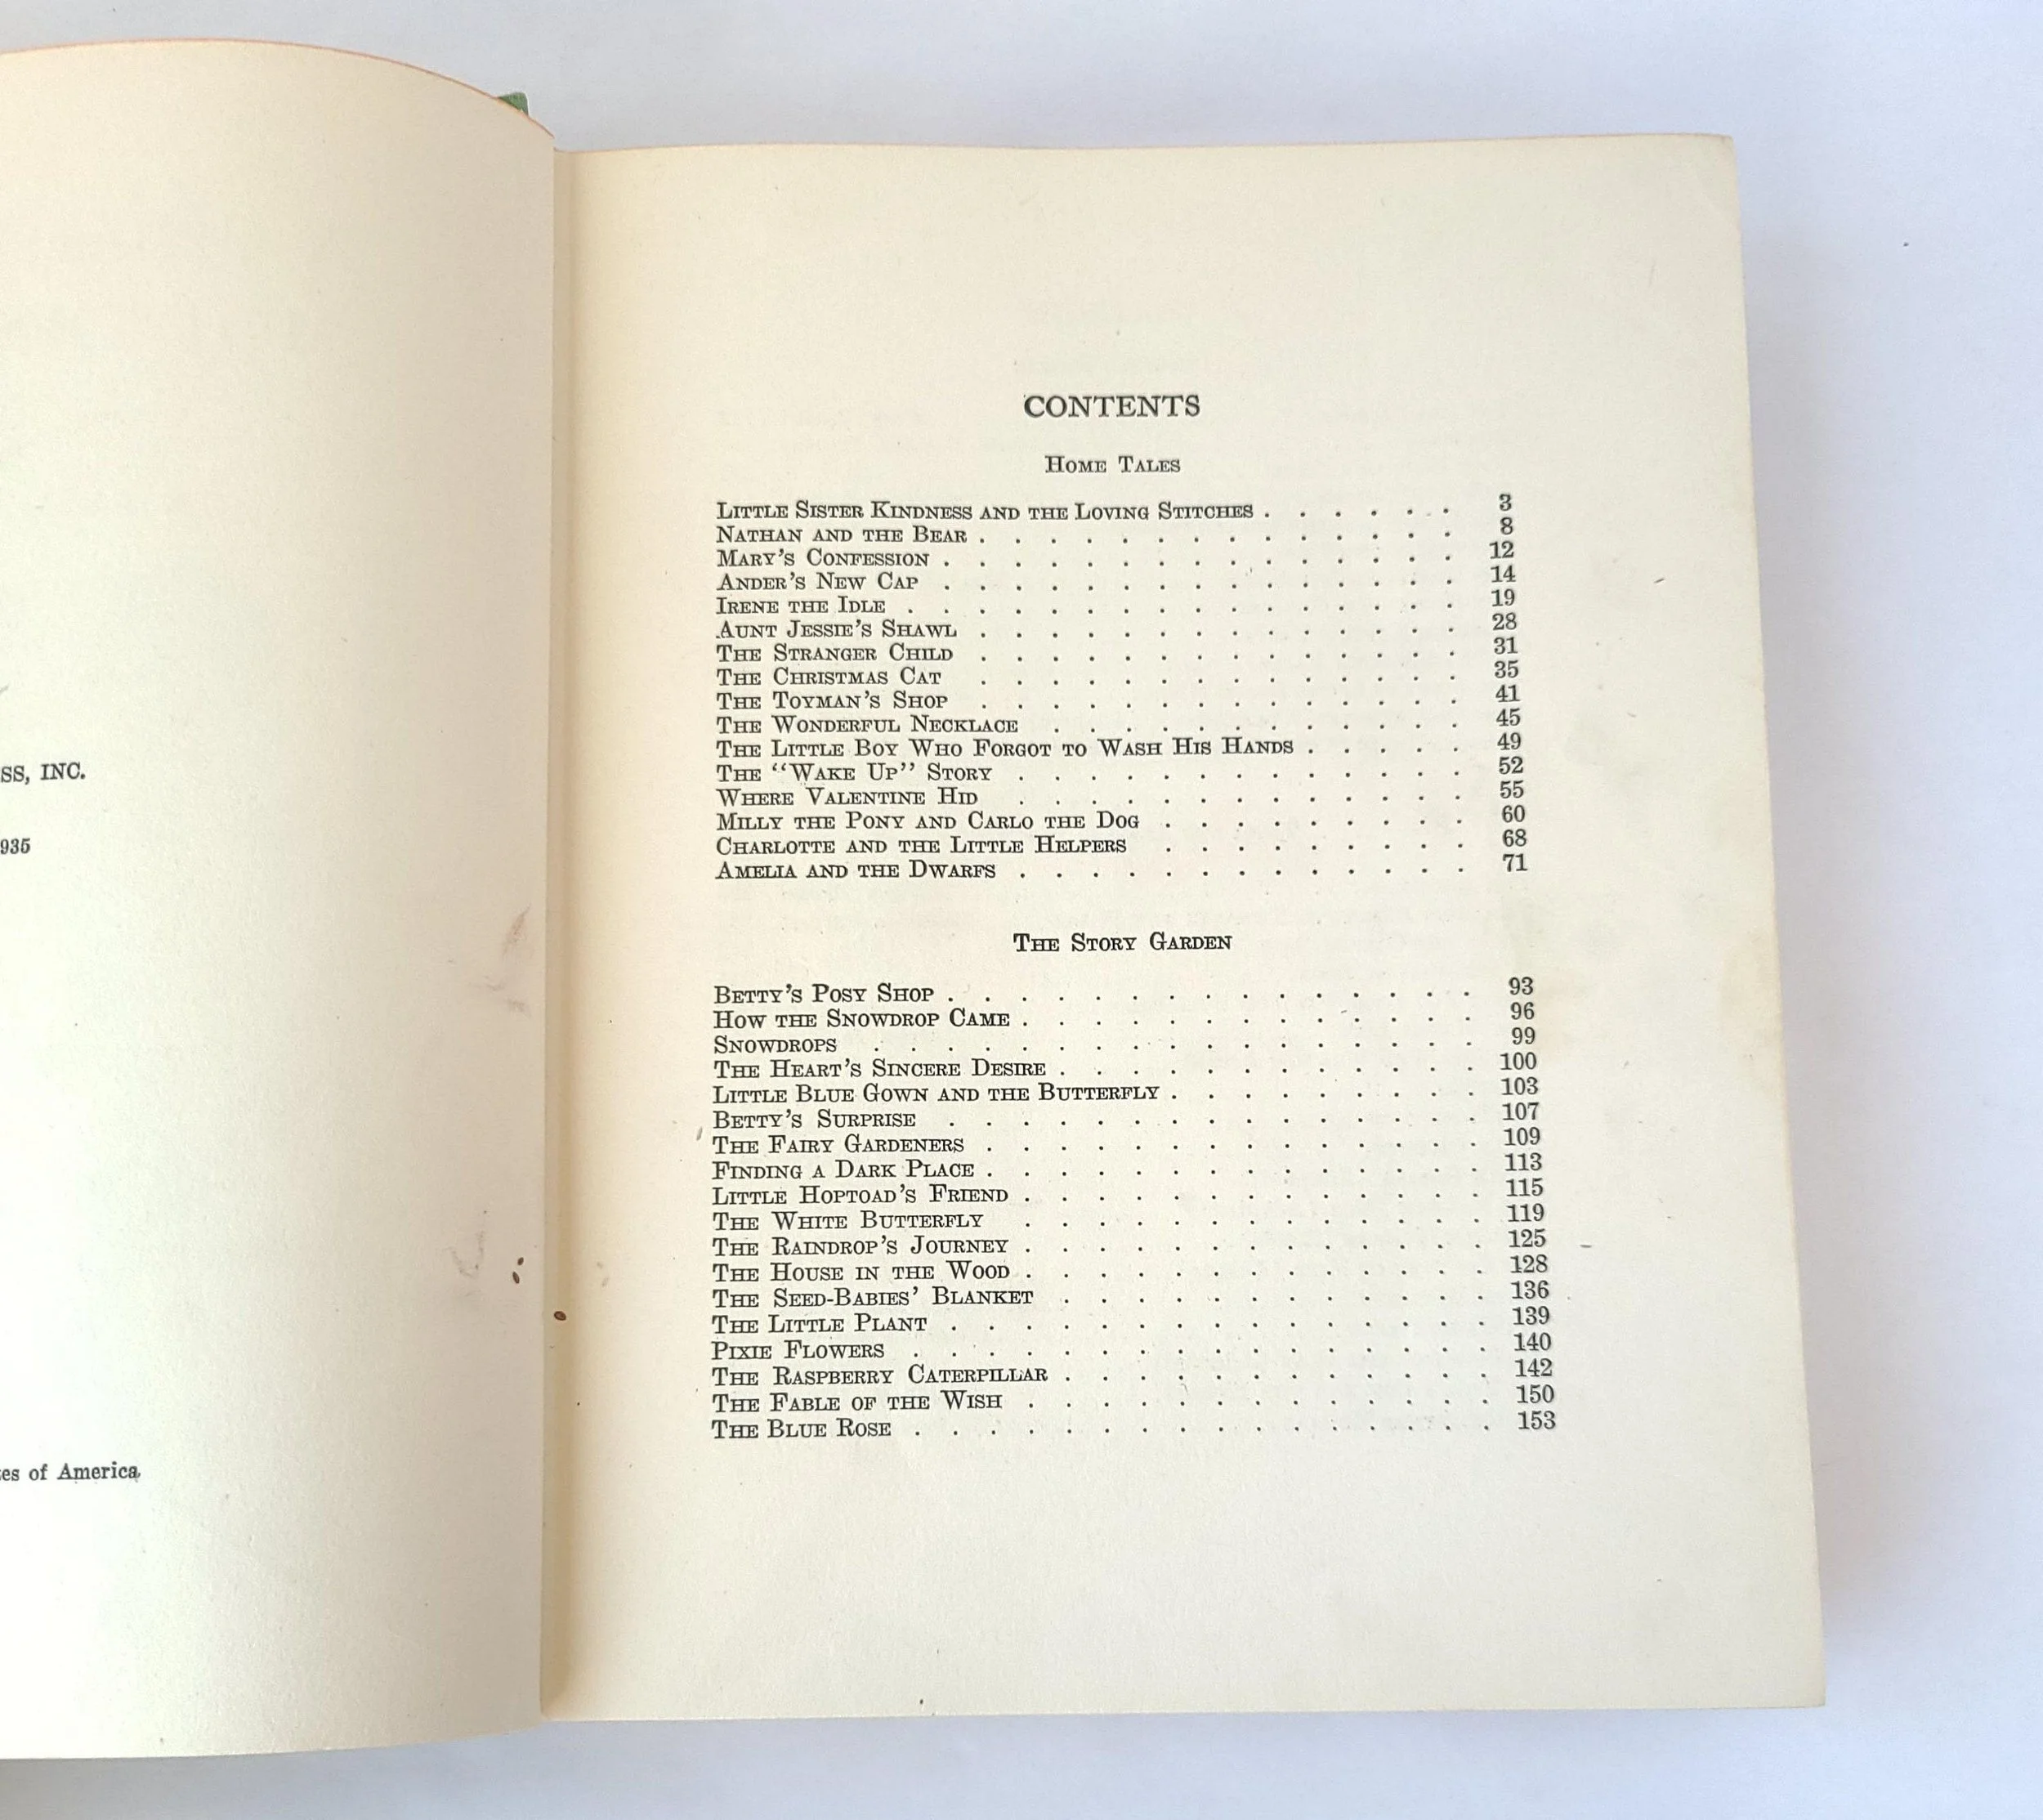 SS, INC.
935
es of America
CONTENTS
HOME TALES
LITTLE SISTER KINDNESS AND THE LOVING STITCHES . . . . . . 3
NATHAN AND THE BEAR . . . . . . . . . . . . . . 8
MARY'S CONFESSION . . . . . . . . . . . . . . . 12
ANDER'S NEW CAP . . . . . . . . . . . . . . . 14
IRENE THE IDLE . . . . . . . . . . . . . . . . 19
AUNT JESSIE'S SHAWL . . . . . . . . . . . . . . 28
THE STRANGER CHILD . . . . . . . . . . . . . . 31
THE CHRISTMAS CAT . . . . . . . . . . . . . . 35
THE TOYMAN'S SHOP . . . . . . . . . . . . . . 41
THE WONDERFUL NECKLACE . . . . . . . . . . . . 45
THE LITTLE BOY WHO FORGOT TO WASH HIS HANDS . . . . . 49
THE "WAKE UP" STORY . . . . . . . . . . . . . 52
WHERE VALENTINE HID . . . . . . . . . . . . . 55
MILLY THE PONY AND CARLO THE DOG . . . . . . . . . 60
CHARLOTTE AND THE LITTLE HELPERS . . . . . . . . . 68
AMELIA AND THE DWARFS . . . . . . . . . . . . . 71
THE STORY GARDEN
BETTY'S POSY SHOP . . . . . . . . . . . . . . . 93
HOW THE SNOWDROP CAME . . . . . . . . . . . . . 96
SNOWDROPS . . . . . . . . . . . . . . . . . 99
THE HEART'S SINCERE DESIRE . . . . . . . . . . . . 100
LITTLE BLUE GOWN AND THE BUTTERFLY . . . . . . . . . 103
BETTY'S SURPRISE . . . . . . . . . . . . . . . 107
THE FAIRY GARDENERS . . . . . . . . . . . . . . 109
FINDING A DARK PLACE . . . . . . . . . . . . . . 113
LITTLE HOPTOAD'S FRIEND . . . . . . . . . . . . . 115
THE WHITE BUTTERFLY . . . . . . . . . . . . . 119
THE RAINDROP'S JOURNEY . . . . . . . . . . . . . 125
THE HOUSE IN THE WOOD . . . . . . . . . . . . . 128
THE SEED-BABIES' BLANKET . . . . . . . . . . . . 136
THE LITTLE PLANT . . . . . . . . . . . . . . . 139
PIXIE FLOWERS . . . . . . . . . . . . . . . . 140
THE RASPBERRY CATERPILLAR . . . . . . . . . . . . 142
THE FABLE OF THE WISH . . . . . . . . . . . . . 150
THE BLUE ROSE . . . . . . . . . . . . . . . . 153